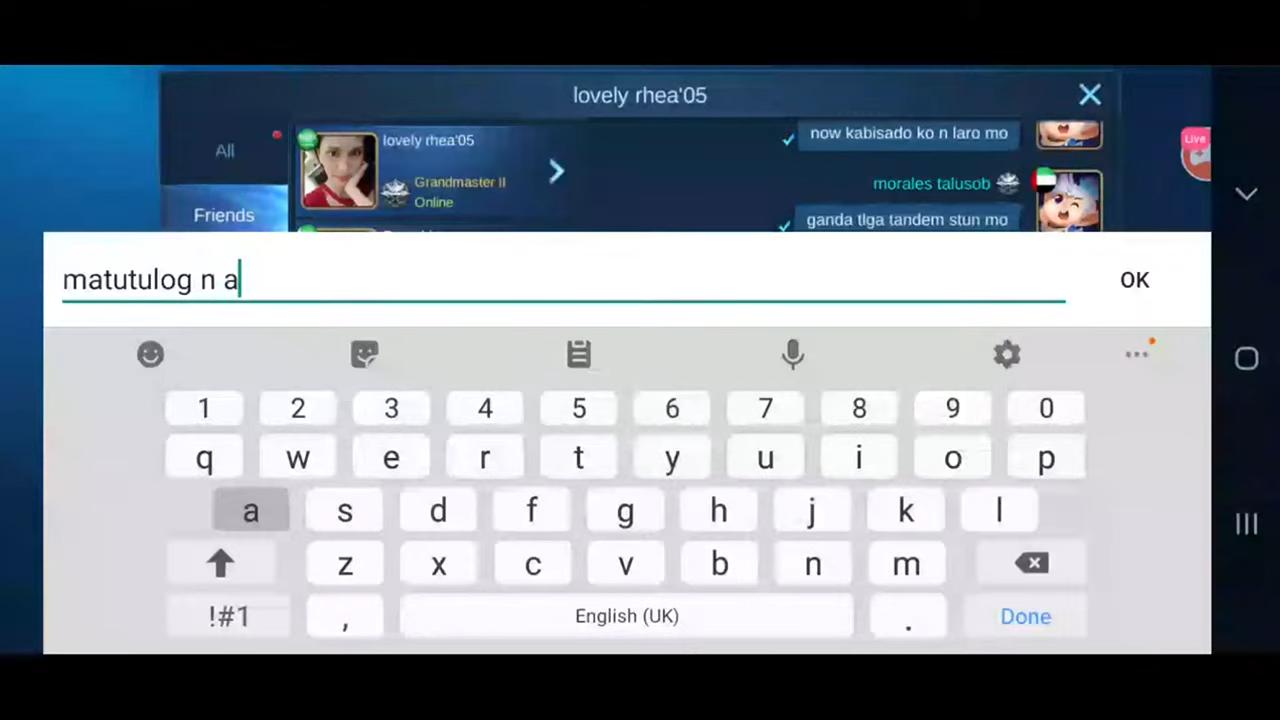 lovely rhea'05
All
lovely rhea'05
Grandmaster II
Online
Friends
now kabisado ko n laro mo
morales talusob
ganda tlga tandem stun mo
Live
matutulog n a
OK
1 2 3 4 5 6 7 8 9 0
q w e r t y u i o p
a s d f g h j k l
z x c v b n m
!#1 , English (UK) . Done